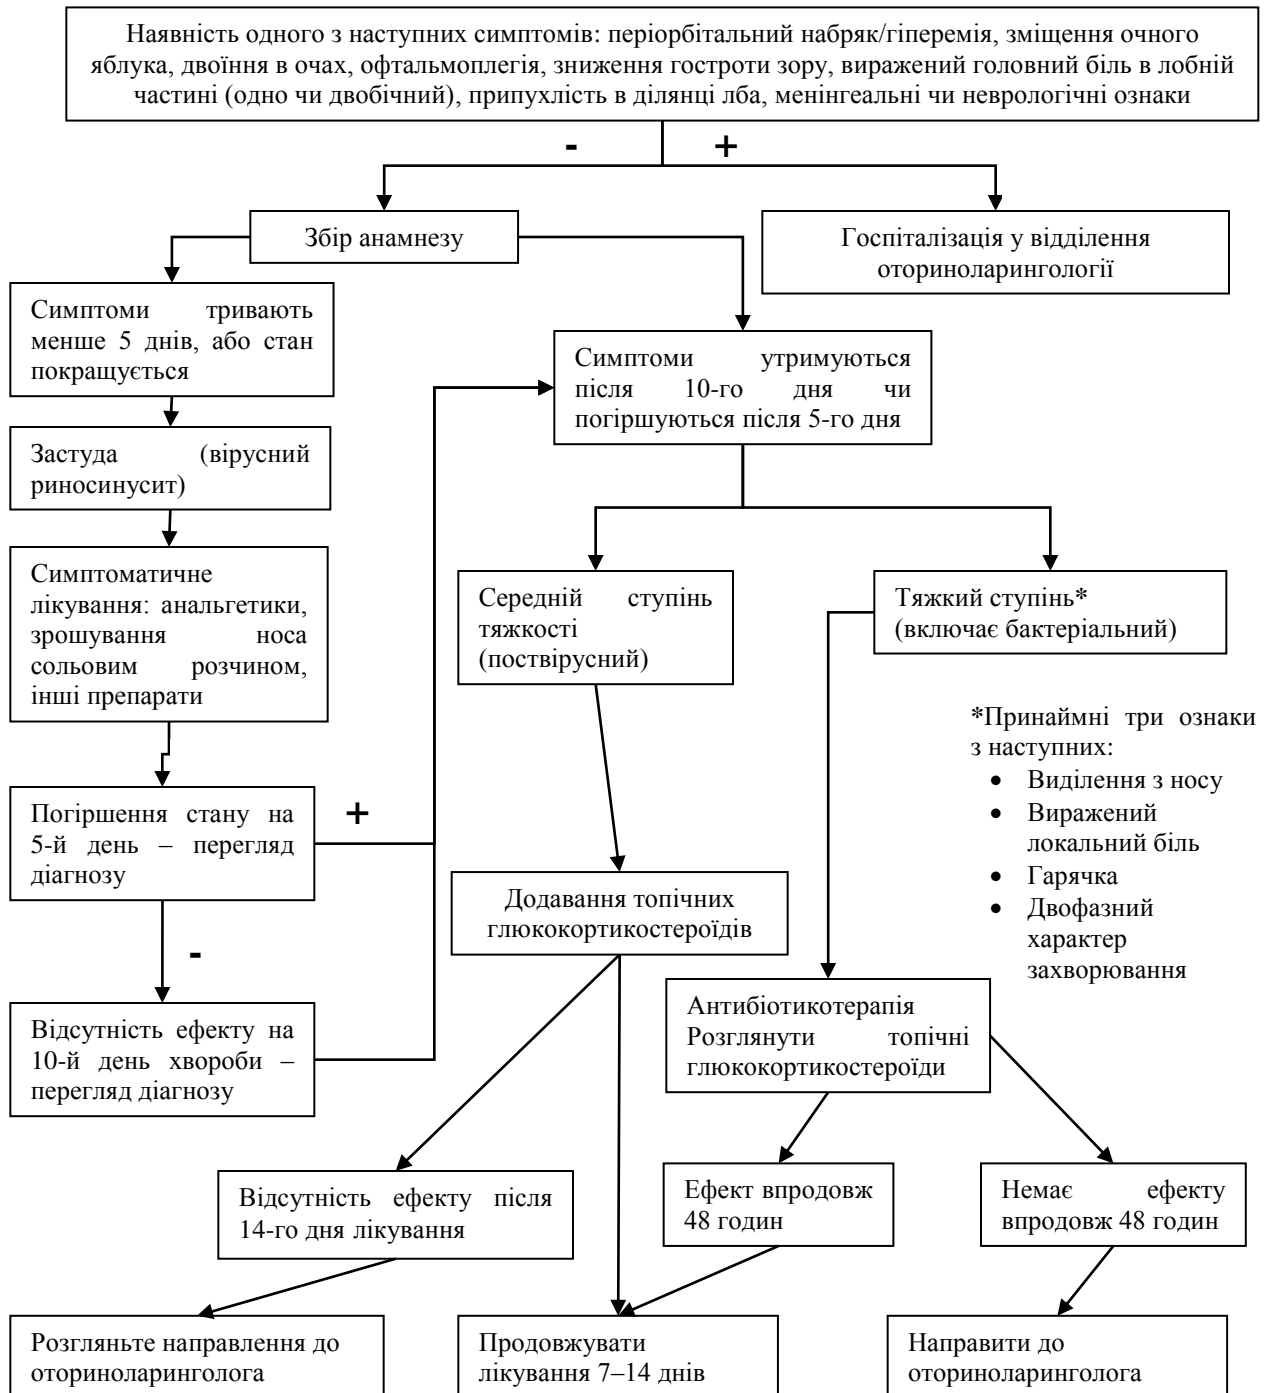 Наявність одного з наступних симптомів: періорбітальний набряк/гіперемія, зміщення очного
яблука, двоїння в очах, офтальмоплегія, зниження гостроти зору, виражений головний біль в лобній
частині (одно чи двобічний), припухлість в ділянці лба, менінгеальні чи неврологічні ознаки
-
+
Збір анамнезу
Госпіталізація у відділення
оториноларингології
Симптоми тривають
менше 5 днів, або стан
покращується
Симптоми утримуються
після 10-го дня чи
погіршуються після 5-го дня
Застуда (вірусний
риносинусит)
Симптоматичне
лікування: анальгетики,
зрошування носа
сольовим розчином,
інші препарати
Середній ступінь
тяжкості
(поствірусний)
Тяжкий ступінь*
(включає бактеріальний)
*Принаймні три ознаки
з наступних:
• Виділення з носу
• Виражений
локальний біль
• Гарячка
• Двофазний
характер
захворювання
Погіршення стану на
5-й день – перегляд
діагнозу
+
-
Додавання топічних
глюкокортикостероїдів
Відсутність ефекту на
10-й день хвороби –
перегляд діагнозу
Антибіотикотерапія
Розглянути топічні
глюкокортикостероїди
Відсутність ефекту після
14-го дня лікування
Ефект впродовж
48 годин
Немає ефекту
впродовж 48 годин
Розгляньте направлення до
оториноларинголога
Продовжувати
лікування 7–14 днів
Направити до
оториноларинголога